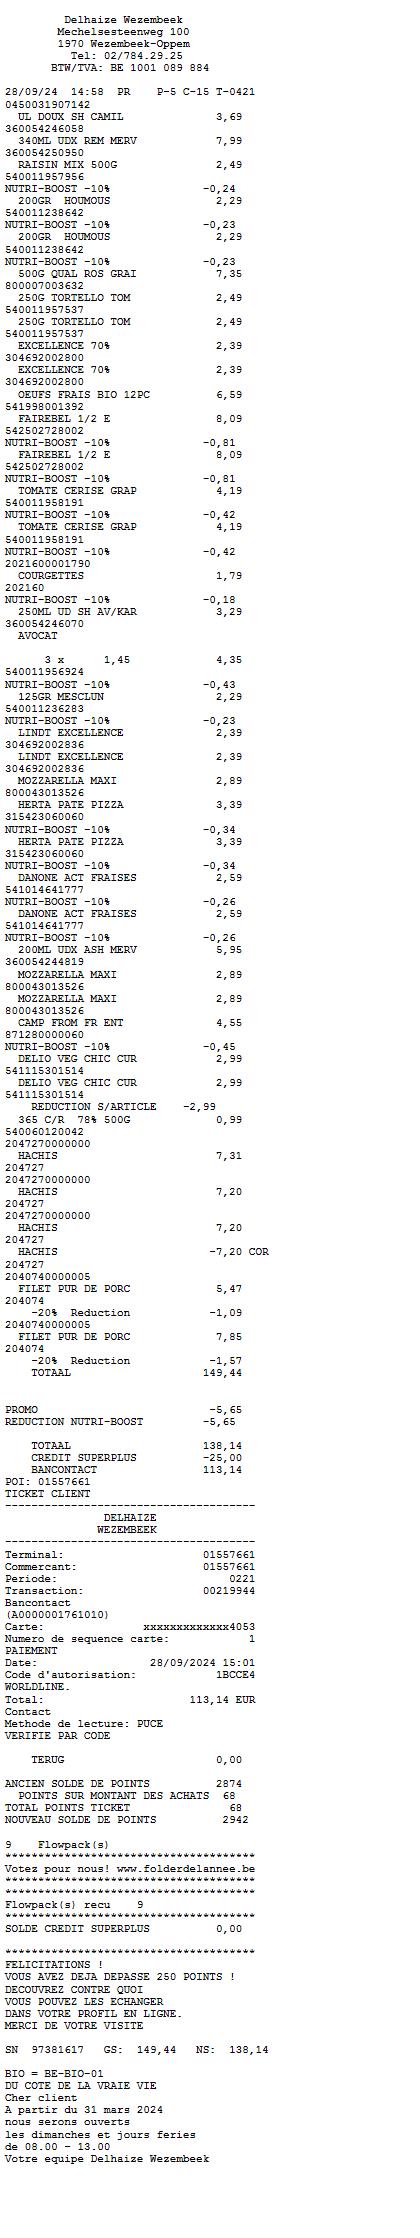 Delhaize Wezembeek
Mechelsesteenweg 100
1970 Wezembeek-Oppem
Tel: 02/784.29.25
BTW/TVA: BE 1001 089 884
28/09/24 14:58 PR P-5 C-15 T-0421
0450031907142
UL DOUX SH CAMIL 3,69
360054246058
340ML UDX REM MERV 7,99
360054250950
RAISIN MIX 500G 2,49
540011957956
NUTRI-BOOST -10% -0,24
200GR HOUMOUS 2,29
540011238642
NUTRI-BOOST -10% -0,23
200GR HOUMOUS 2,29
540011238642
NUTRI-BOOST -10% -0,23
500G QUAL ROS GRAI 7,35
800007003632
250G TORTELLO TOM 2,49
540011957537
250G TORTELLO TOM 2,49
540011957537
EXCELLENCE 70% 2,39
304692002800
EXCELLENCE 70% 2,39
304692002800
OEUFS FRAIS BIO 12PC 6,59
541998001392
FAIREBEL 1/2 E 8,09
542502728002
NUTRI-BOOST -10% -0,81
FAIREBEL 1/2 E 8,09
542502728002
NUTRI-BOOST -10% -0,81
TOMATE CERISE GRAP 4,19
540011958191
NUTRI-BOOST -10% -0,42
TOMATE CERISE GRAP 4,19
540011958191
NUTRI-BOOST -10% -0,42
2021600001790
COURGETTES 1,79
202160
NUTRI-BOOST -10% -0,18
250ML UD SH AV/KAR 3,29
360054246070
AVOCAT
3 x 1,45 4,35
540011956924
NUTRI-BOOST -10% -0,43
125GR MESCLUN 2,29
540011236283
NUTRI-BOOST -10% -0,23
LINDT EXCELLENCE 2,39
304692002836
LINDT EXCELLENCE 2,39
304692002836
MOZZARELLA MAXI 2,89
800043013526
HERTA PATE PIZZA 3,39
315423060060
NUTRI-BOOST -10% -0,34
HERTA PATE PIZZA 3,39
315423060060
NUTRI-BOOST -10% -0,34
DANONE ACT FRAISES 2,59
541014641777
NUTRI-BOOST -10% -0,26
DANONE ACT FRAISES 2,59
541014641777
NUTRI-BOOST -10% -0,26
200ML UDX ASH MERV 5,95
360054244819
MOZZARELLA MAXI 2,89
800043013526
MOZZARELLA MAXI 2,89
800043013526
CAMP FROM FR ENT 4,55
871280000060
NUTRI-BOOST -10% -0,45
DELIO VEG CHIC CUR 2,99
541115301514
DELIO VEG CHIC CUR 2,99
541115301514
REDUCTION S/ARTICLE -2,99
365 C/R 78% 500G 0,99
540060120042
2047270000000
HACHIS 7,31
204727
2047270000000
HACHIS 7,20
204727
2047270000000
HACHIS 7,20
204727
HACHIS -7,20 COR
204727
2040740000005
FILET PUR DE PORC 5,47
204074
-20% Reduction -1,09
2040740000005
FILET PUR DE PORC 7,85
204074
-20% Reduction -1,57
TOTAAL 149,44
PROMO -5,65
REDUCTION NUTRI-BOOST -5,65
TOTAAL 138,14
CREDIT SUPERPLUS -25,00
BANCONTACT 113,14
POI: 01557661
TICKET CLIENT
--------------------------------------
DELHAIZE
WEZEMBEEK
--------------------------------------
Terminal: 01557661
Commercant: 01557661
Periode: 0221
Transaction: 00219944
Bancontact
(A0000001761010)
Carte: xxxxxxxxxxxxx4053
Numero de sequence carte: 1
PAIEMENT
Date: 28/09/2024 15:01
Code d'autorisation: 1BCCE4
WORLDLINE.
Total: 113,14 EUR
Contact
Methode de lecture: PUCE
VERIFIE PAR CODE
TERUG 0,00
ANCIEN SOLDE DE POINTS 2874
POINTS SUR MONTANT DES ACHATS 68
TOTAL POINTS TICKET 68
NOUVEAU SOLDE DE POINTS 2942
9 Flowpack(s)
**************************************
Votez pour nous! www.folderdelannee.be
**************************************
**************************************
Flowpack(s) recu 9
**************************************
SOLDE CREDIT SUPERPLUS 0,00
**************************************
FELICITATIONS !
VOUS AVEZ DEJA DEPASSE 250 POINTS !
DECOUVREZ CONTRE QUOI
VOUS POUVEZ LES ECHANGER
DANS VOTRE PROFIL EN LIGNE.
MERCI DE VOTRE VISITE
SN 97381617 GS: 149,44 NS: 138,14
BIO = BE-BIO-01
DU COTE DE LA VRAIE VIE
Cher client
A partir du 31 mars 2024
nous serons ouverts
les dimanches et jours feries
de 08.00 - 13.00
Votre equipe Delhaize Wezembeek